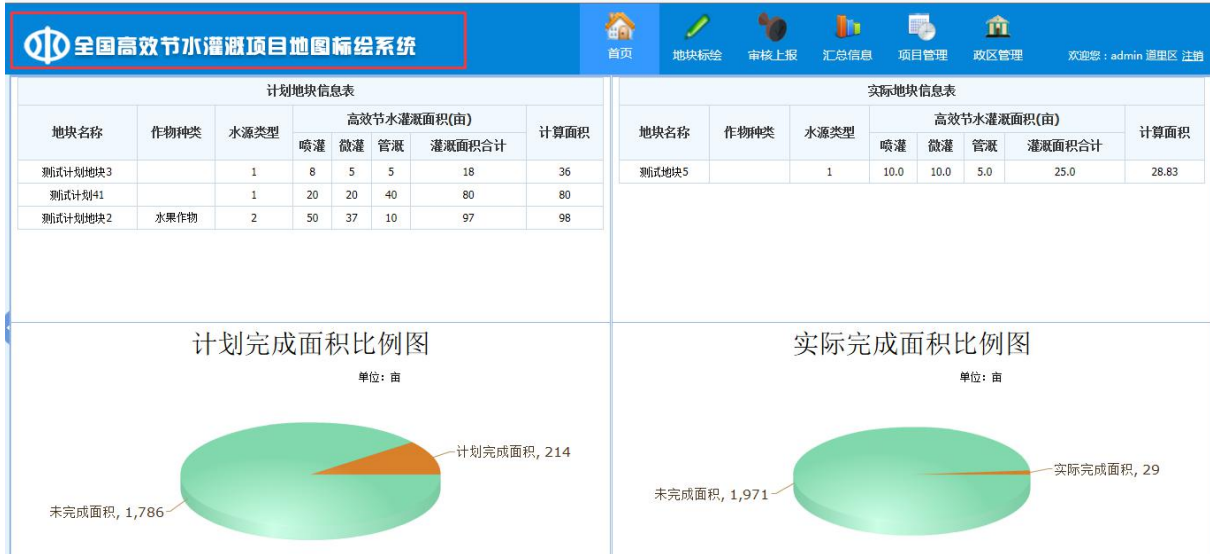 全国高效节水灌溉项目地图标绘系统
首页 地块标绘 审核上报 汇总信息 项目管理 政区管理 欢迎您：admin 道里区 注销
计划地块信息表
地块名称 作物种类 水源类型 高效节水灌溉面积(亩) 计算面积
喷灌 微灌 管溉 灌溉面积合计
测试计划地块3 1 8 5 5 18 36
测试计划41 1 20 20 40 80 80
测试计划地块2 水果作物 2 50 37 10 97 98
实际地块信息表
地块名称 作物种类 水源类型 高效节水灌溉面积(亩) 计算面积
喷灌 微灌 管溉 灌溉面积合计
测试地块5 1 10.0 10.0 5.0 25.0 28.83
计划完成面积比例图
单位：亩
计划完成面积, 214
未完成面积, 1,786
实际完成面积比例图
单位：亩
实际完成面积, 29
未完成面积, 1,971